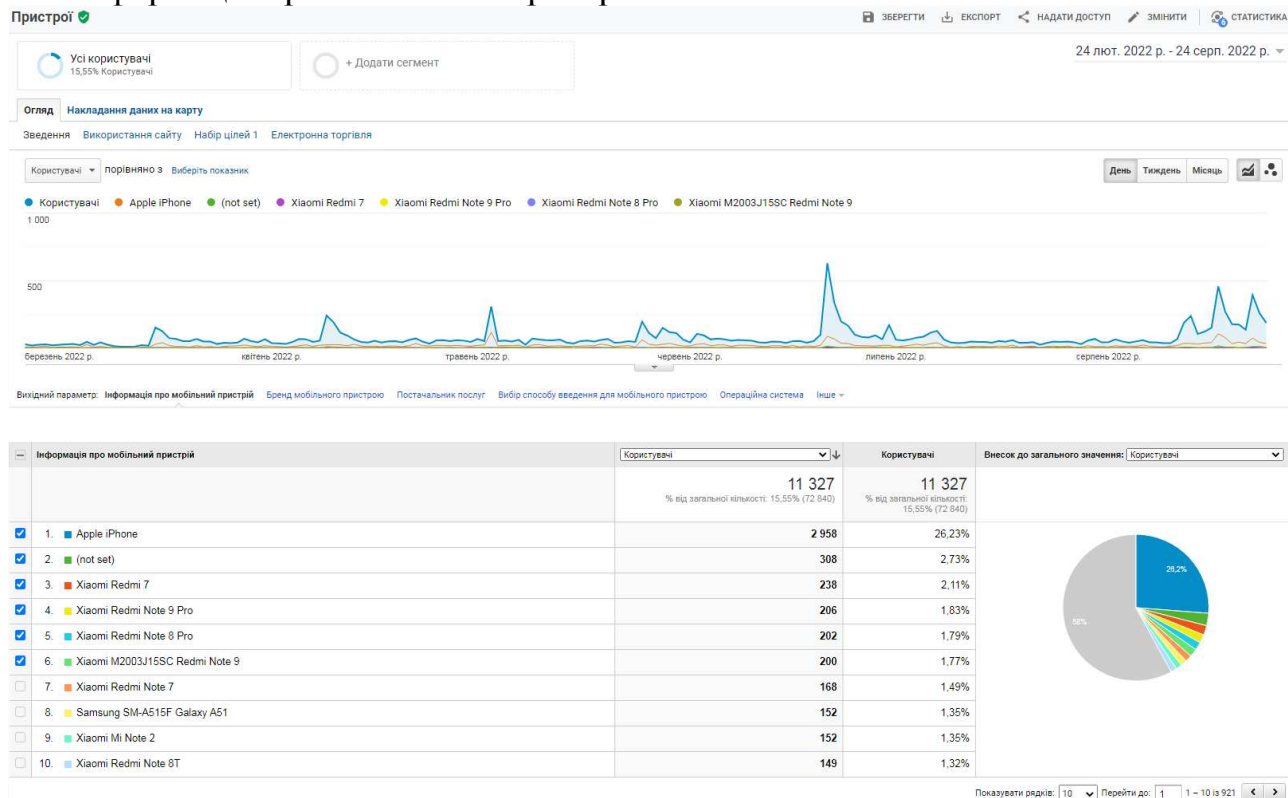 Пристрої ЗБЕРЕГТИ ЕКСПОРТ НАДАТИ ДОСТУП ЗМІНИТИ СТАТИСТИКА
Усі користувачі
15,55% Користувачі
+ Додати сегмент
24 лют. 2022 р. - 24 серп. 2022 р.
Огляд Накладання даних на карту
Зведення Використання сайту Набір цілей 1 Електронна торгівля
Користувачі порівняно з Виберіть показник День Тиждень Місяць
Користувачі Apple iPhone (not set) Xiaomi Redmi 7 Xiaomi Redmi Note 9 Pro Xiaomi Redmi Note 8 Pro Xiaomi M2003J15SC Redmi Note 9
1 000
500
березень 2022 р. квітень 2022 р. травень 2022 р. червень 2022 р. липень 2022 р. серпень 2022 р.
Вихідний параметр: Інформація про мобільний пристрій Бренд мобільного пристрою Постачальник послуг Вибір способу введення для мобільного пристрою Операційна система Інше
Інформація про мобільний пристрій Користувачі Користувачі Внесок до загального значення: Користувачі
11 327 11 327
% від загальної кількості: 15,55% (72 840) % від загальної кількості:
15,55% (72 840)
1. Apple iPhone 2 958 26,23%
2. (not set) 308 2,73%
3. Xiaomi Redmi 7 238 2,11%
4. Xiaomi Redmi Note 9 Pro 206 1,83%
5. Xiaomi Redmi Note 8 Pro 202 1,79%
6. Xiaomi M2003J15SC Redmi Note 9 200 1,77%
7. Xiaomi Redmi Note 7 168 1,49%
8. Samsung SM-A515F Galaxy A51 152 1,35%
9. Xiaomi Mi Note 2 152 1,35%
10. Xiaomi Redmi Note 8T 149 1,32%
26,2%
58%
Показувати рядків: 10 Перейти до: 1 1 – 10 із 921